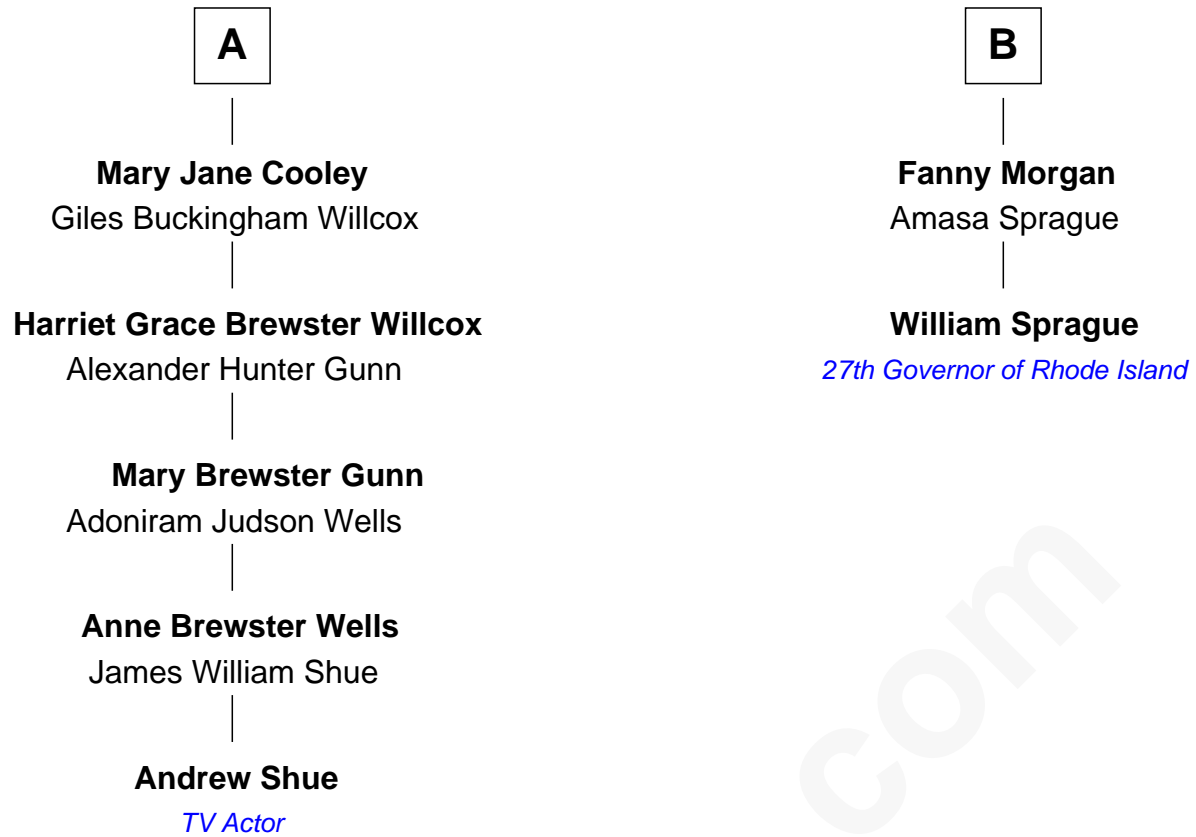 A
Mary Jane Cooley
Giles Buckingham Willcox
Harriet Grace Brewster Willcox
Alexander Hunter Gunn
Mary Brewster Gunn
Adoniram Judson Wells
Anne Brewster Wells
James William Shue
Andrew Shue
TV Actor
B
Fanny Morgan
Amasa Sprague
William Sprague
27th Governor of Rhode Island
com